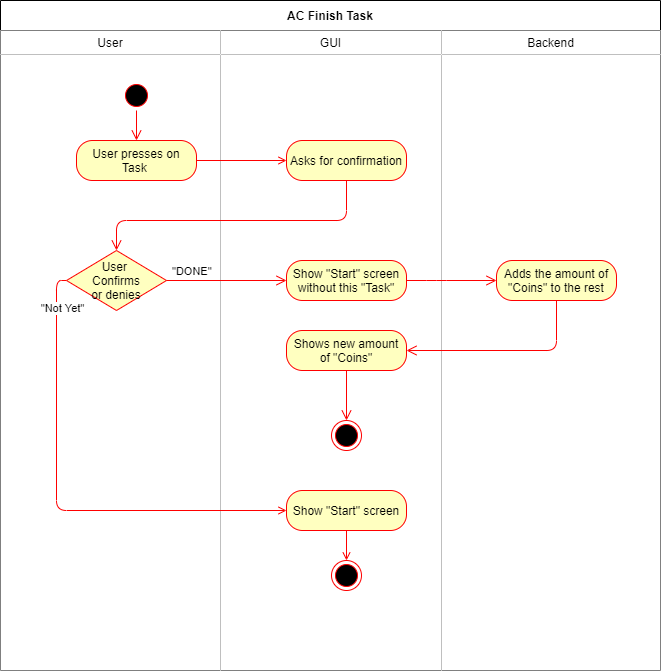 AC Finish Task
User
GUI
Backend
User presses on
Task
Asks for confirmation
User
Confirms
or denies
"DONE"
"Not Yet"
Show "Start" screen
without this "Task"
Adds the amount of
"Coins" to the rest
Shows new amount
of "Coins"
Show "Start" screen